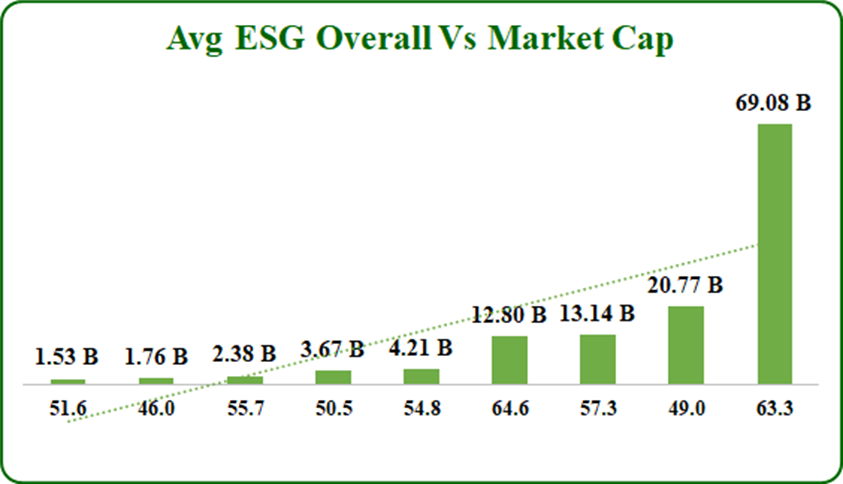 Avg ESG Overall Vs Market Cap
69.08 B
20.77 B
12.80 B 13.14 B
1.53 B 1.76 B 2.38 B 3.67 B 4.21 B
51.6 46.0 55.7 50.5 54.8 64.6 57.3 49.0 63.3